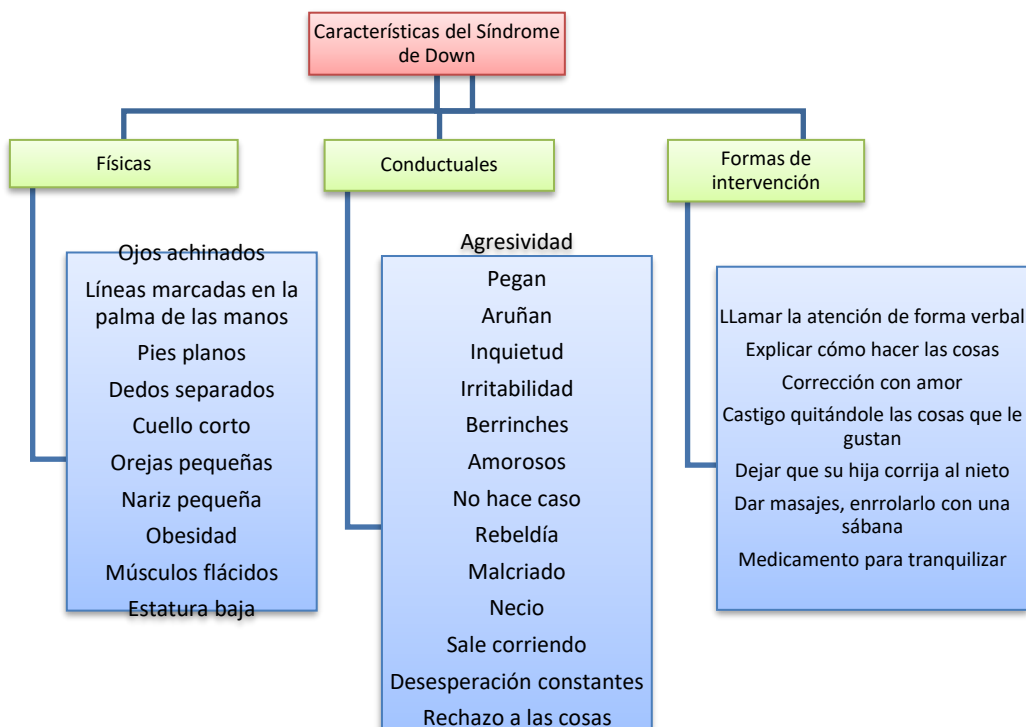 Características del Síndrome
de Down
Físicas
Conductuales
Formas de
intervención
Ojos achinados
Líneas marcadas en la
palma de las manos
Pies planos
Dedos separados
Cuello corto
Orejas pequeñas
Nariz pequeña
Obesidad
Músculos flácidos
Estatura baja
Agresividad
Pegan
Aruñan
Inquietud
Irritabilidad
Berrinches
Amorosos
No hace caso
Rebeldía
Malcriado
Necio
Sale corriendo
Desesperación constantes
Rechazo a las cosas
LLamar la atención de forma verbal
Explicar cómo hacer las cosas
Corrección con amor
Castigo quitándole las cosas que le
gustan
Dejar que su hija corrija al nieto
Dar masajes, enrrolarlo con una
sábana
Medicamento para tranquilizar